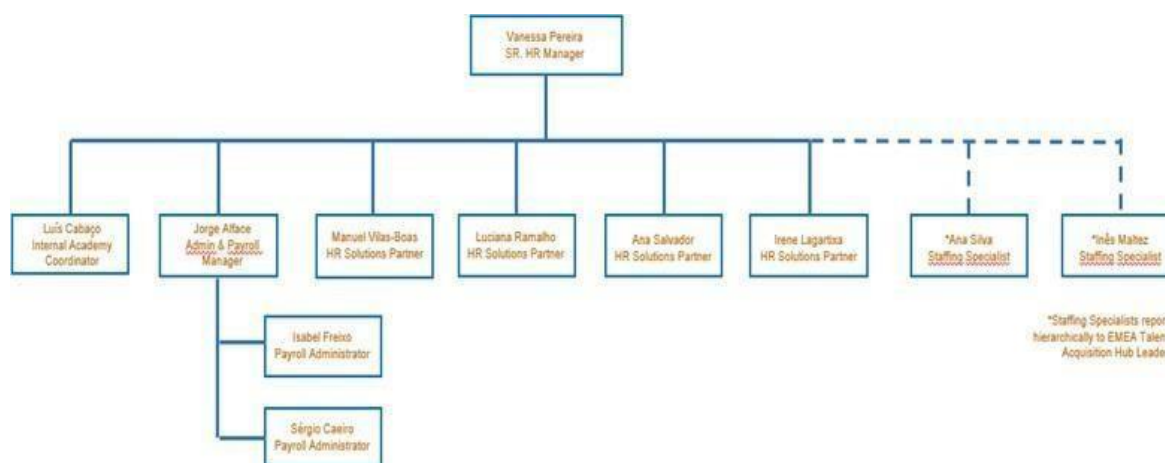 Vanessa Pereira
SR. HR Manager
Luís Cabaço
Internal Academy
Coordinator
Jorge Alface
Admin & Payroll
Manager
Manuel Vilas-Boas
HR Solutions Partner
Luciana Ramalho
HR Solutions Partner
Ana Salvador
HR Solutions Partner
Irene Lagartixa
HR Solutions Partner
*Ana Silva
Staffing Specialist
*Inês Maltez
Staffing Specialist
Isabel Freixo
Payroll Administrator
Sérgio Caeiro
Payroll Administrator
*Staffing Specialists repor
hierarchically to EMEA Talen
Acquisition Hub Leade